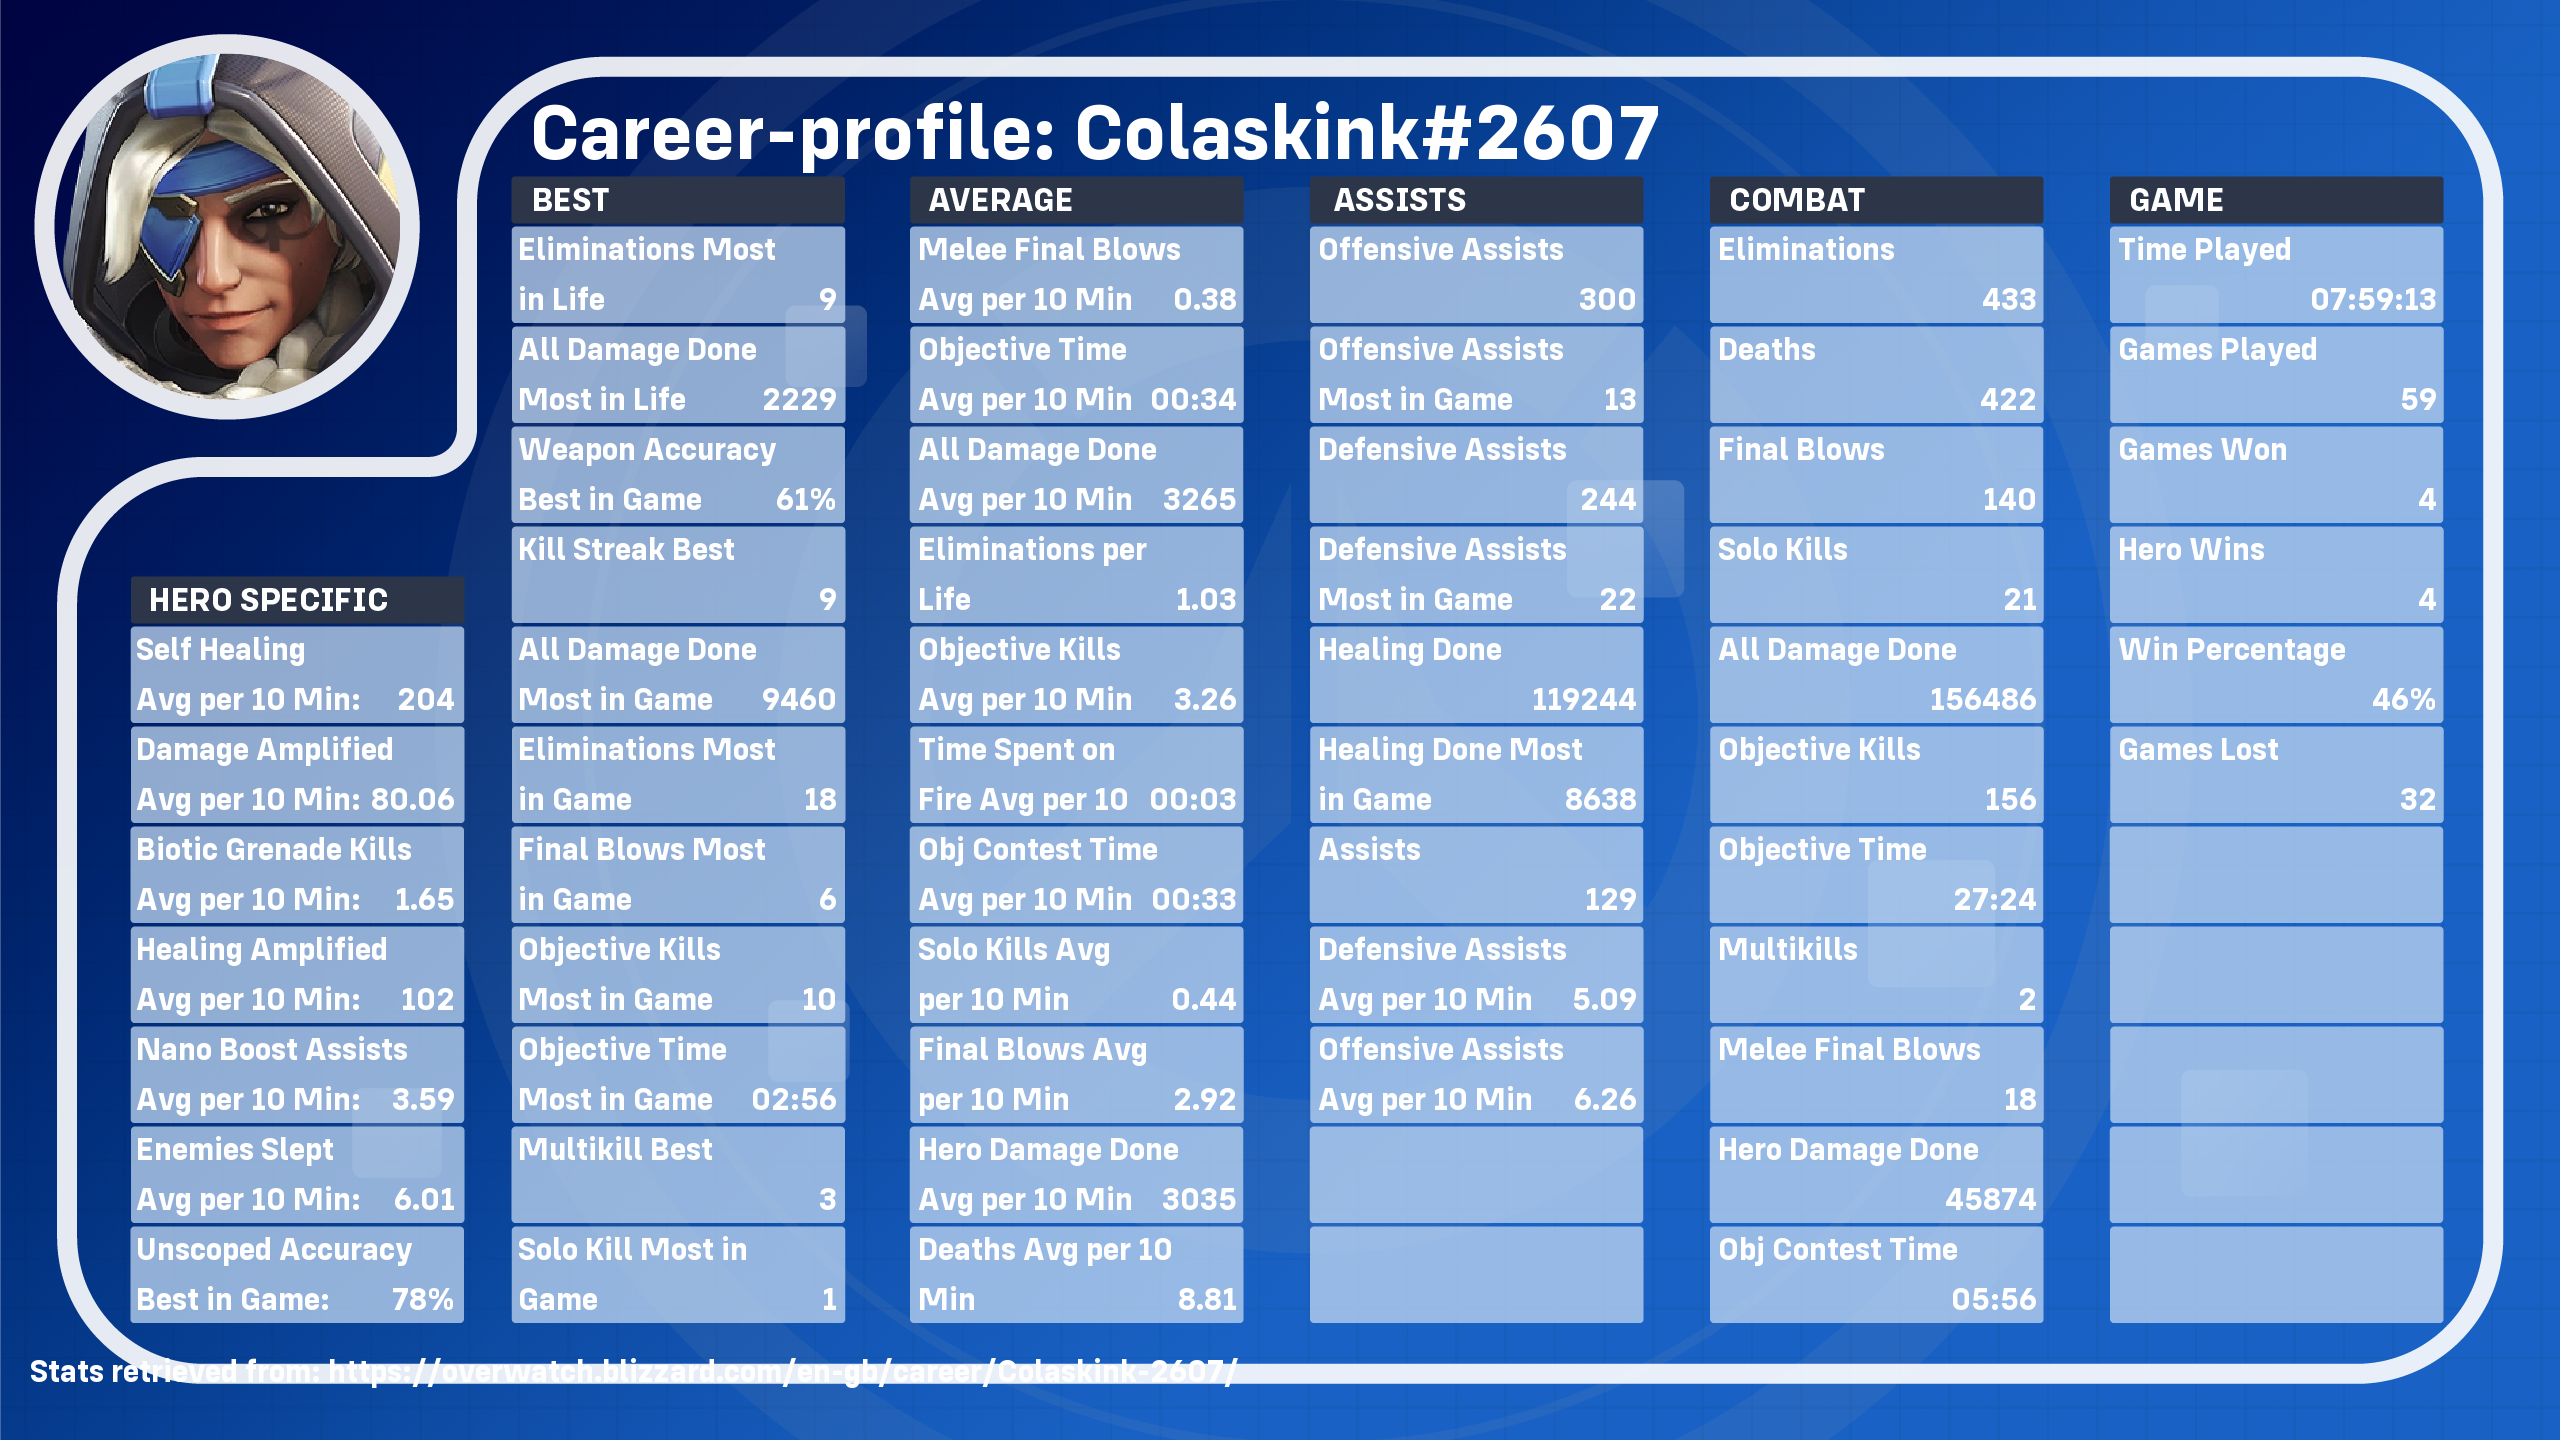 Career-profile: Colaskink#2607
HERO SPECIFIC
Self Healing
Avg per 10 Min: 204
Damage Amplified
Avg per 10 Min: 80.06
Biotic Grenade Kills
Avg per 10 Min: 1.65
Healing Amplified
Avg per 10 Min: 102
Nano Boost Assists
Avg per 10 Min: 3.59
Enemies Slept
Avg per 10 Min: 6.01
Unscoped Accuracy
Best in Game: 78%
BEST
Eliminations Most
in Life 9
All Damage Done
Most in Life 2229
Weapon Accuracy
Best in Game 61%
Kill Streak Best
9
All Damage Done
Most in Game 9460
Eliminations Most
in Game 18
Final Blows Most
in Game 6
Objective Kills
Most in Game 10
Objective Time
Most in Game 02:56
Multikill Best
3
Solo Kill Most in
Game 1
AVERAGE
Melee Final Blows
Avg per 10 Min 0.38
Objective Time
Avg per 10 Min 00:34
All Damage Done
Avg per 10 Min 3265
Eliminations per
Life 1.03
Objective Kills
Avg per 10 Min 3.26
Time Spent on
Fire Avg per 10 00:03
Obj Contest Time
Avg per 10 Min 00:33
Solo Kills Avg
per 10 Min 0.44
Final Blows Avg
per 10 Min 2.92
Hero Damage Done
Avg per 10 Min 3035
Deaths Avg per 10
Min 8.81
ASSISTS
Offensive Assists
300
Offensive Assists
Most in Game 13
Defensive Assists
244
Defensive Assists
Most in Game 22
Healing Done
119244
Healing Done Most
in Game 8638
Assists
129
Defensive Assists
Avg per 10 Min 5.09
Offensive Assists
Avg per 10 Min 6.26
COMBAT
Eliminations
433
Deaths
422
Final Blows
140
Solo Kills
21
All Damage Done
156486
Objective Kills
156
Objective Time
27:24
Multikills
2
Melee Final Blows
18
Hero Damage Done
45874
Obj Contest Time
05:56
GAME
Time Played
07:59:13
Games Played
59
Games Won
4
Hero Wins
4
Win Percentage
46%
Games Lost
32
Stats retrieved from: https://overwatch.blizzard.com/en-gb/career/Colaskink-2607/